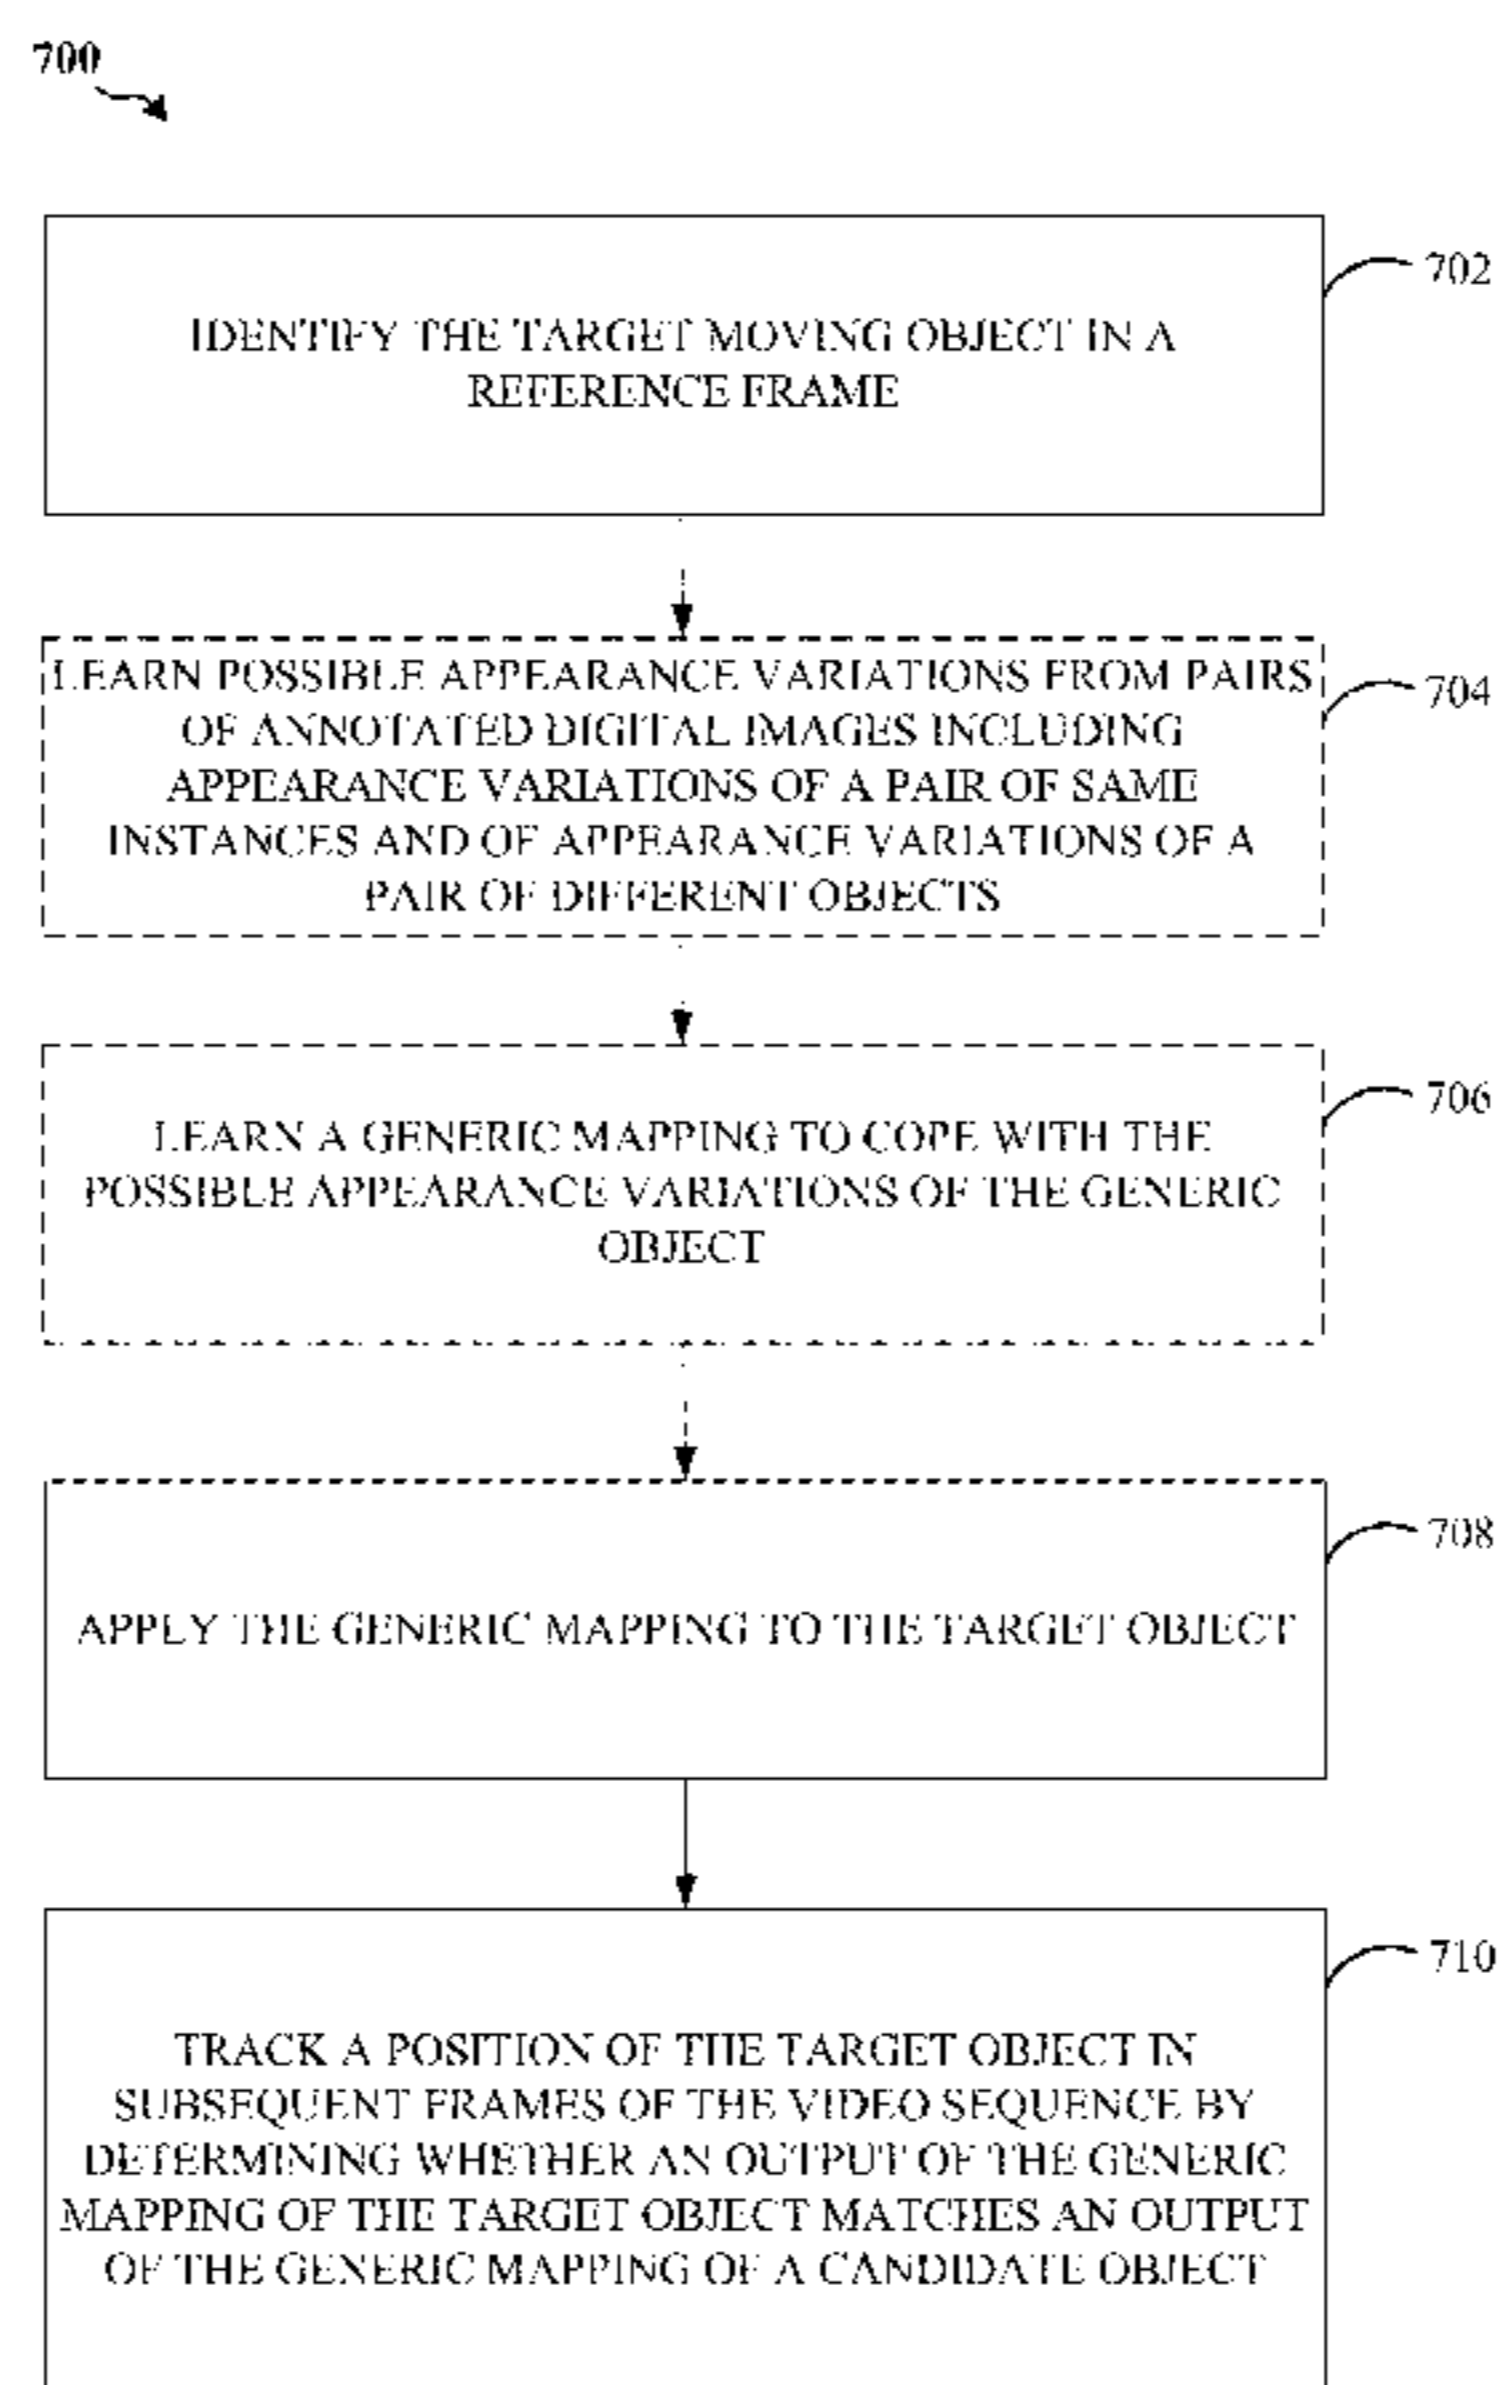 700
IDENTIFY THE TARGET MOVING OBJECT IN A
REFERENCE FRAME
702
LEARN POSSIBLE APPEARANCE VARIATIONS FROM PAIRS
OF ANNOTATED DIGITAL IMAGES INCLUDING
APPEARANCE VARIATIONS OF A PAIR OF SAME
INSTANCES AND OF APPEARANCE VARIATIONS OF A
PAIR OF DIFFERENT OBJECTS
704
LEARN A GENERIC MAPPING TO COPE WITH THE
POSSIBLE APPEARANCE VARIATIONS OF THE GENERIC
OBJECT
706
APPLY THE GENERIC MAPPING TO THE TARGET OBJECT
708
TRACK A POSITION OF THE TARGET OBJECT IN
SUBSEQUENT FRAMES OF THE VIDEO SEQUENCE BY
DETERMINING WHETHER AN OUTPUT OF THE GENERIC
MAPPING OF THE TARGET OBJECT MATCHES AN OUTPUT
OF THE GENERIC MAPPING OF A CANDIDATE OBJECT
710